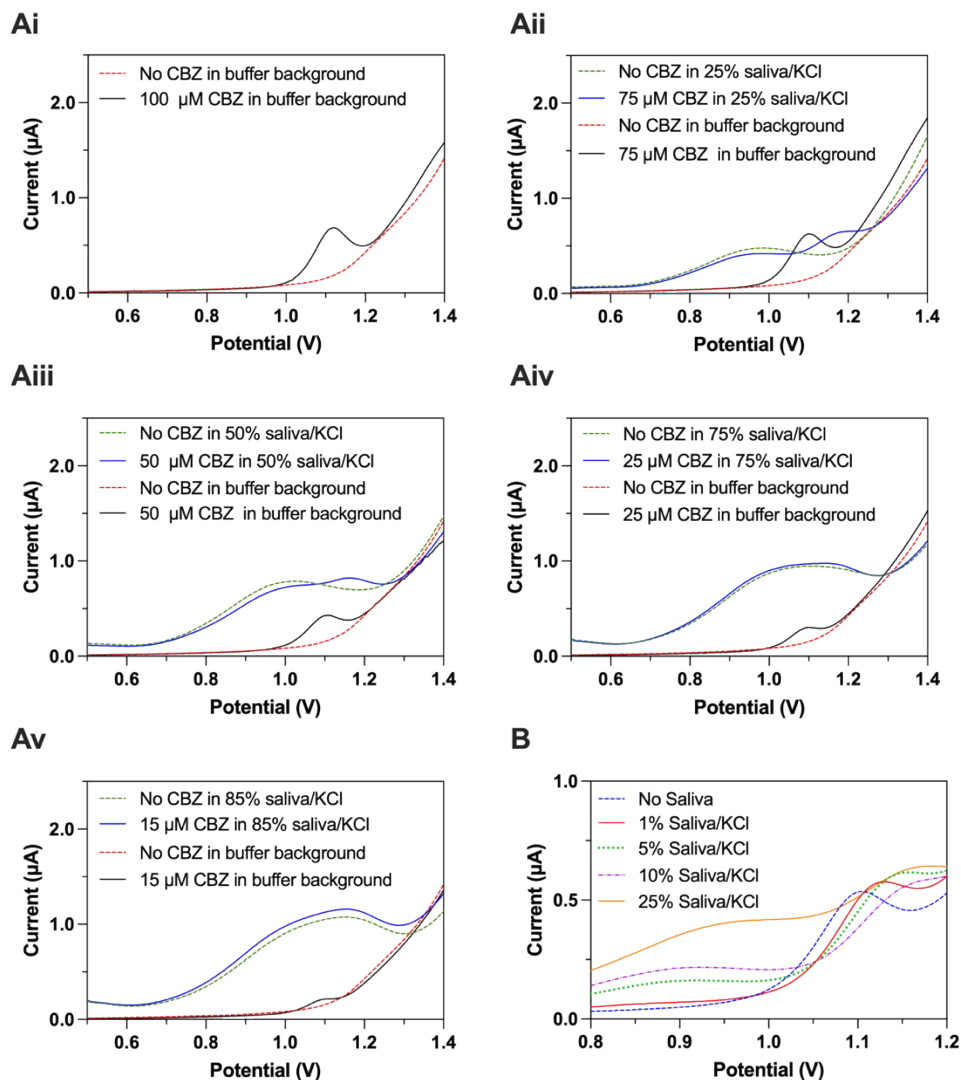 Ai
Current (µA)
2.0
1.0
0.0
No CBZ in buffer background
100 µM CBZ in buffer background
0.6 0.8 1.0 1.2 1.4
Potential (V)
Aii
Current (µA)
2.0
1.0
0.0
No CBZ in 25% saliva/KCl
75 µM CBZ in 25% saliva/KCl
No CBZ in buffer background
75 µM CBZ in buffer background
0.6 0.8 1.0 1.2 1.4
Potential (V)
Aiii
Current (µA)
2.0
1.0
0.0
No CBZ in 50% saliva/KCl
50 µM CBZ in 50% saliva/KCl
No CBZ in buffer background
50 µM CBZ in buffer background
0.6 0.8 1.0 1.2 1.4
Potential (V)
Aiv
Current (µA)
2.0
1.0
0.0
No CBZ in 75% saliva/KCl
25 µM CBZ in 75% saliva/KCl
No CBZ in buffer background
25 µM CBZ in buffer background
0.6 0.8 1.0 1.2 1.4
Potential (V)
Av
Current (µA)
2.0
1.0
0.0
No CBZ in 85% saliva/KCl
15 µM CBZ in 85% saliva/KCl
No CBZ in buffer background
15 µM CBZ in buffer background
0.6 0.8 1.0 1.2 1.4
Potential (V)
B
Current (µA)
1.0
0.5
0.0
No Saliva
1% Saliva/KCl
5% Saliva/KCl
10% Saliva/KCl
25% Saliva/KCl
0.8 0.9 1.0 1.1 1.2
Potential (V)